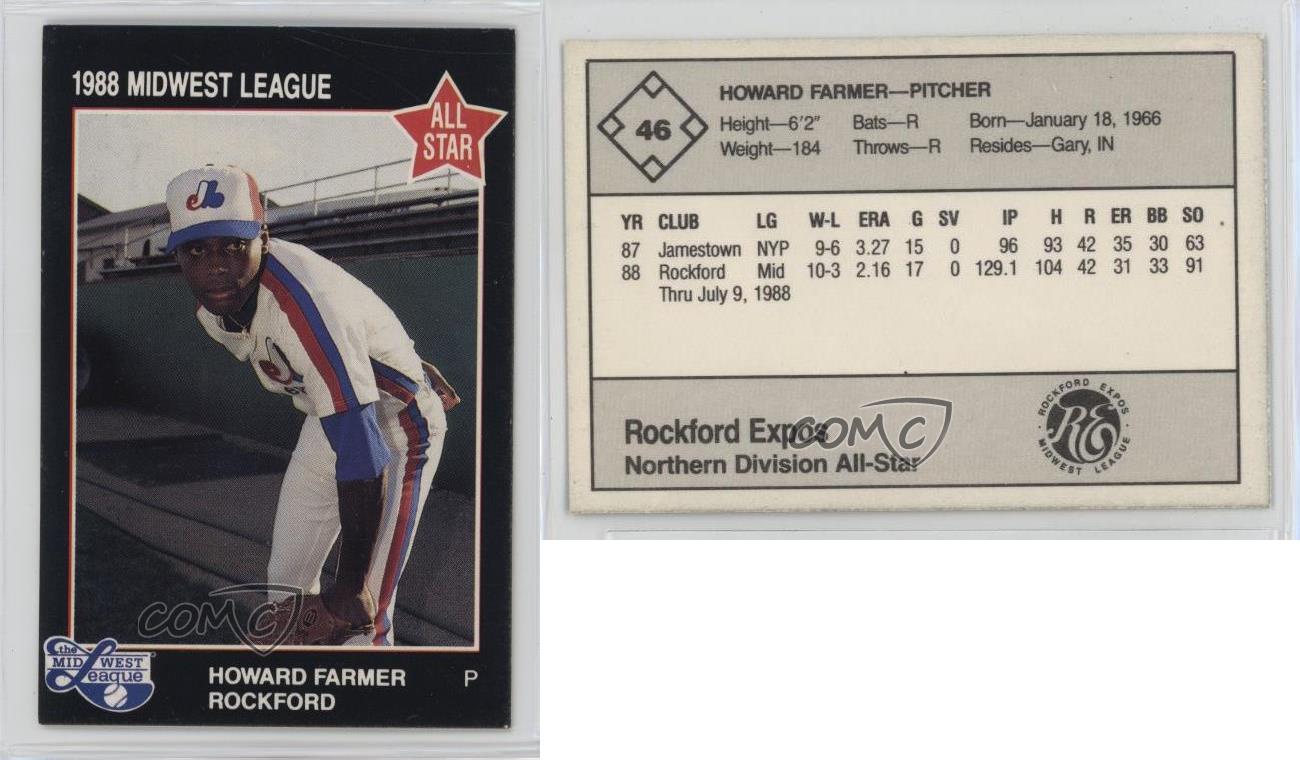 1988 MIDWEST LEAGUE
ALL
STAR
COMC
the
MIDWEST
League
HOWARD FARMER P
ROCKFORD
46
HOWARD FARMER—PITCHER
Height—6'2" Bats—R Born—January 18, 1966
Weight—184 Throws—R Resides—Gary, IN
YR CLUB LG W-L ERA G SV IP H R ER BB SO
87 Jamestown NYP 9-6 3.27 15 0 96 93 42 35 30 63
88 Rockford Mid 10-3 2.16 17 0 129.1 104 42 31 33 91
Thru July 9, 1988
Rockford Expos
Northern Division All-Star
COMC
ROCKFORD EXPOS
RE
MIDWEST LEAGUE